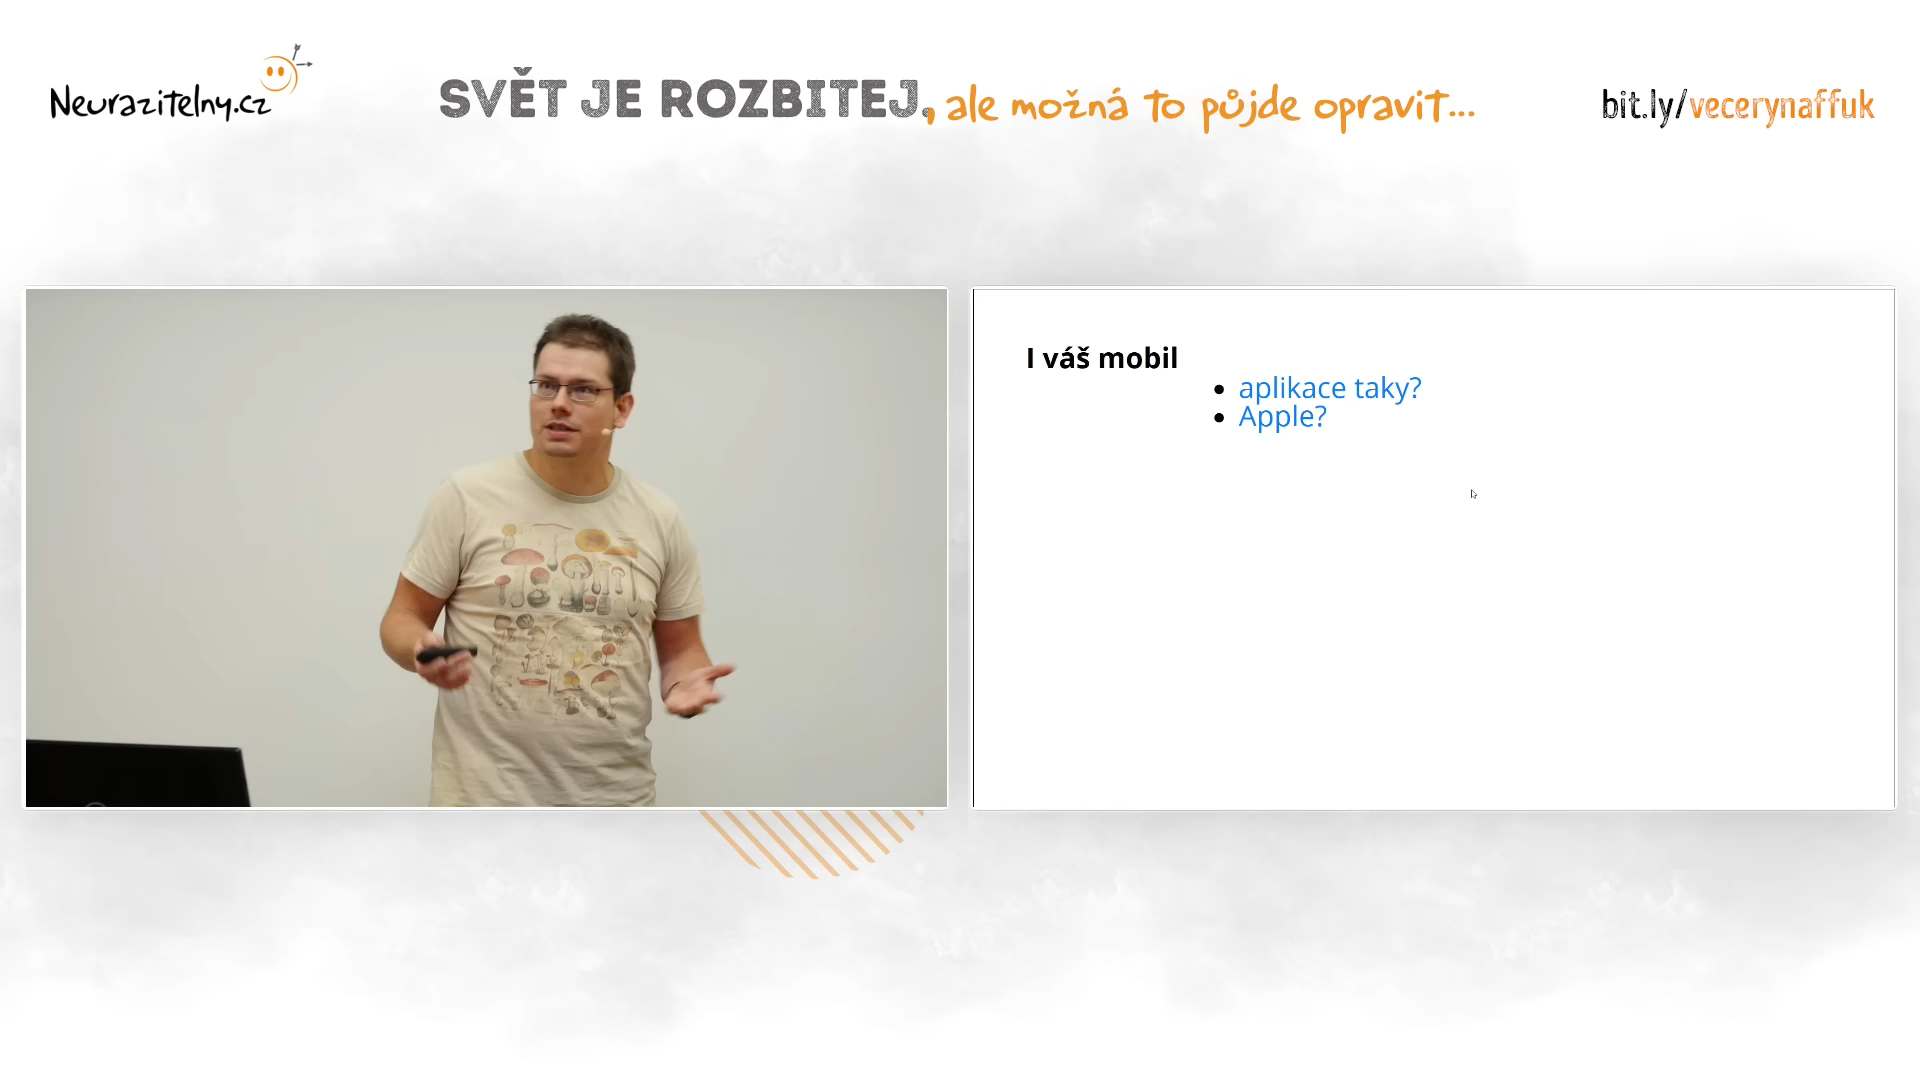 Neurazitelny.cz
SVĚT JE ROZBITEJ, ale možná to půjde opravit...
bit.ly/vecerynaffuk
I váš mobil
• aplikace taky?
• Apple?